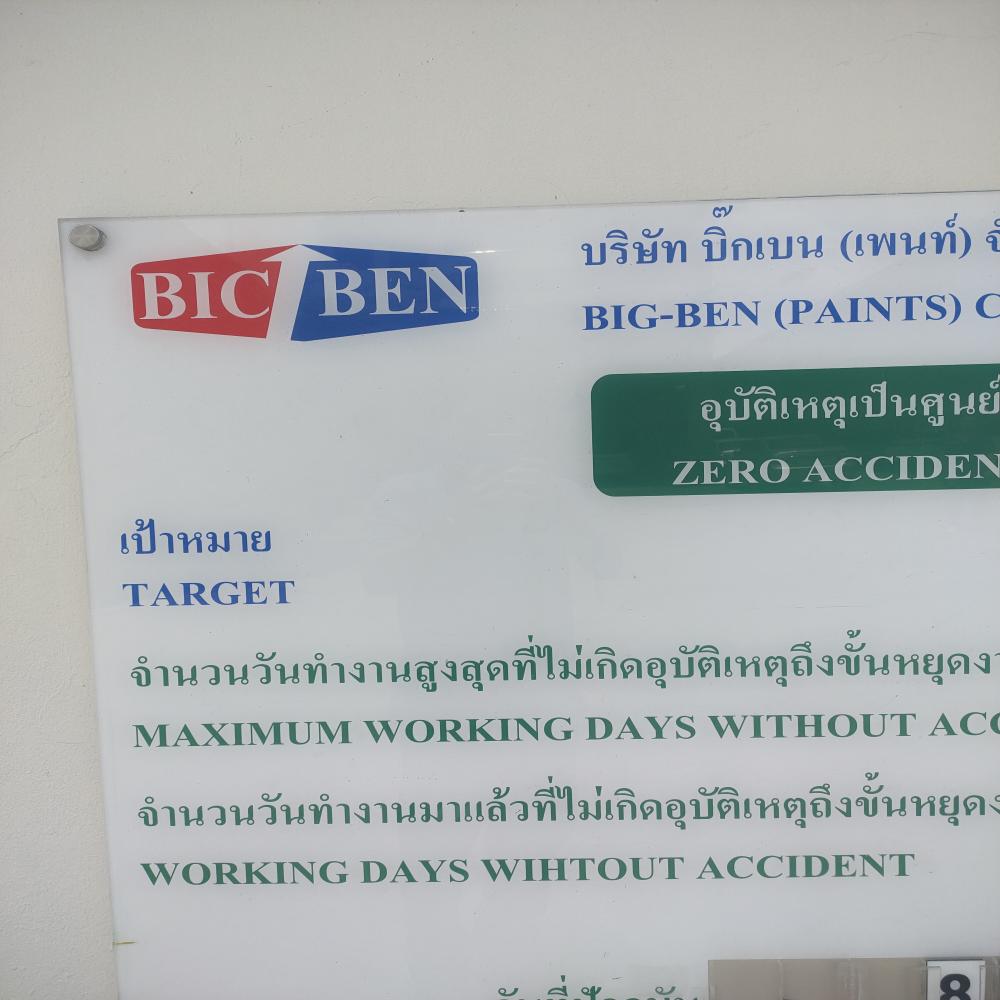 BIC BEN
บริษัท บิ๊กเบน (เพนท์)
BIG-BEN (PAINTS) C
อุบัติเหตุเป็นศูนย์
ZERO ACCIDEN
เป้าหมาย
TARGET
จำนวนวันทำงานสูงสุดที่ไม่เกิดอุบัติเหตุถึงขั้นหยุดงา
MAXIMUM WORKING DAYS WITHOUT ACC
จำนวนวันทำงานมาแล้วที่ไม่เกิดอุบัติเหตุถึงขั้นหยุดง
WORKING DAYS WIHTOUT ACCIDENT
8